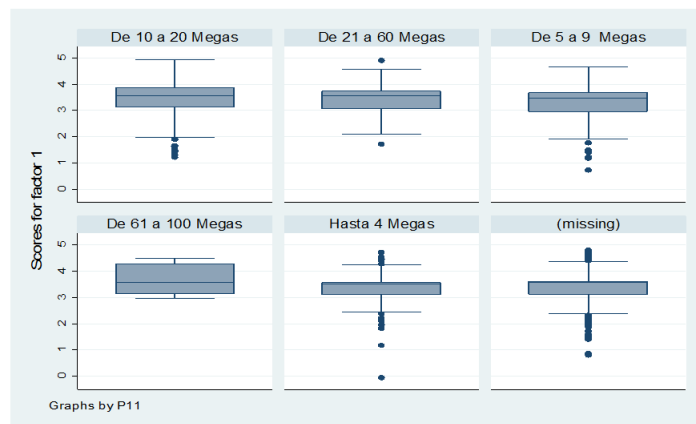 De 10 a 20 Megas
De 21 a 60 Megas
De 5 a 9  Megas
5
4
3
2
1
0
De 61 a 100 Megas
Hasta 4 Megas
(missing)
5
4
3
2
1
0
Scores for factor 1
Graphs by P11